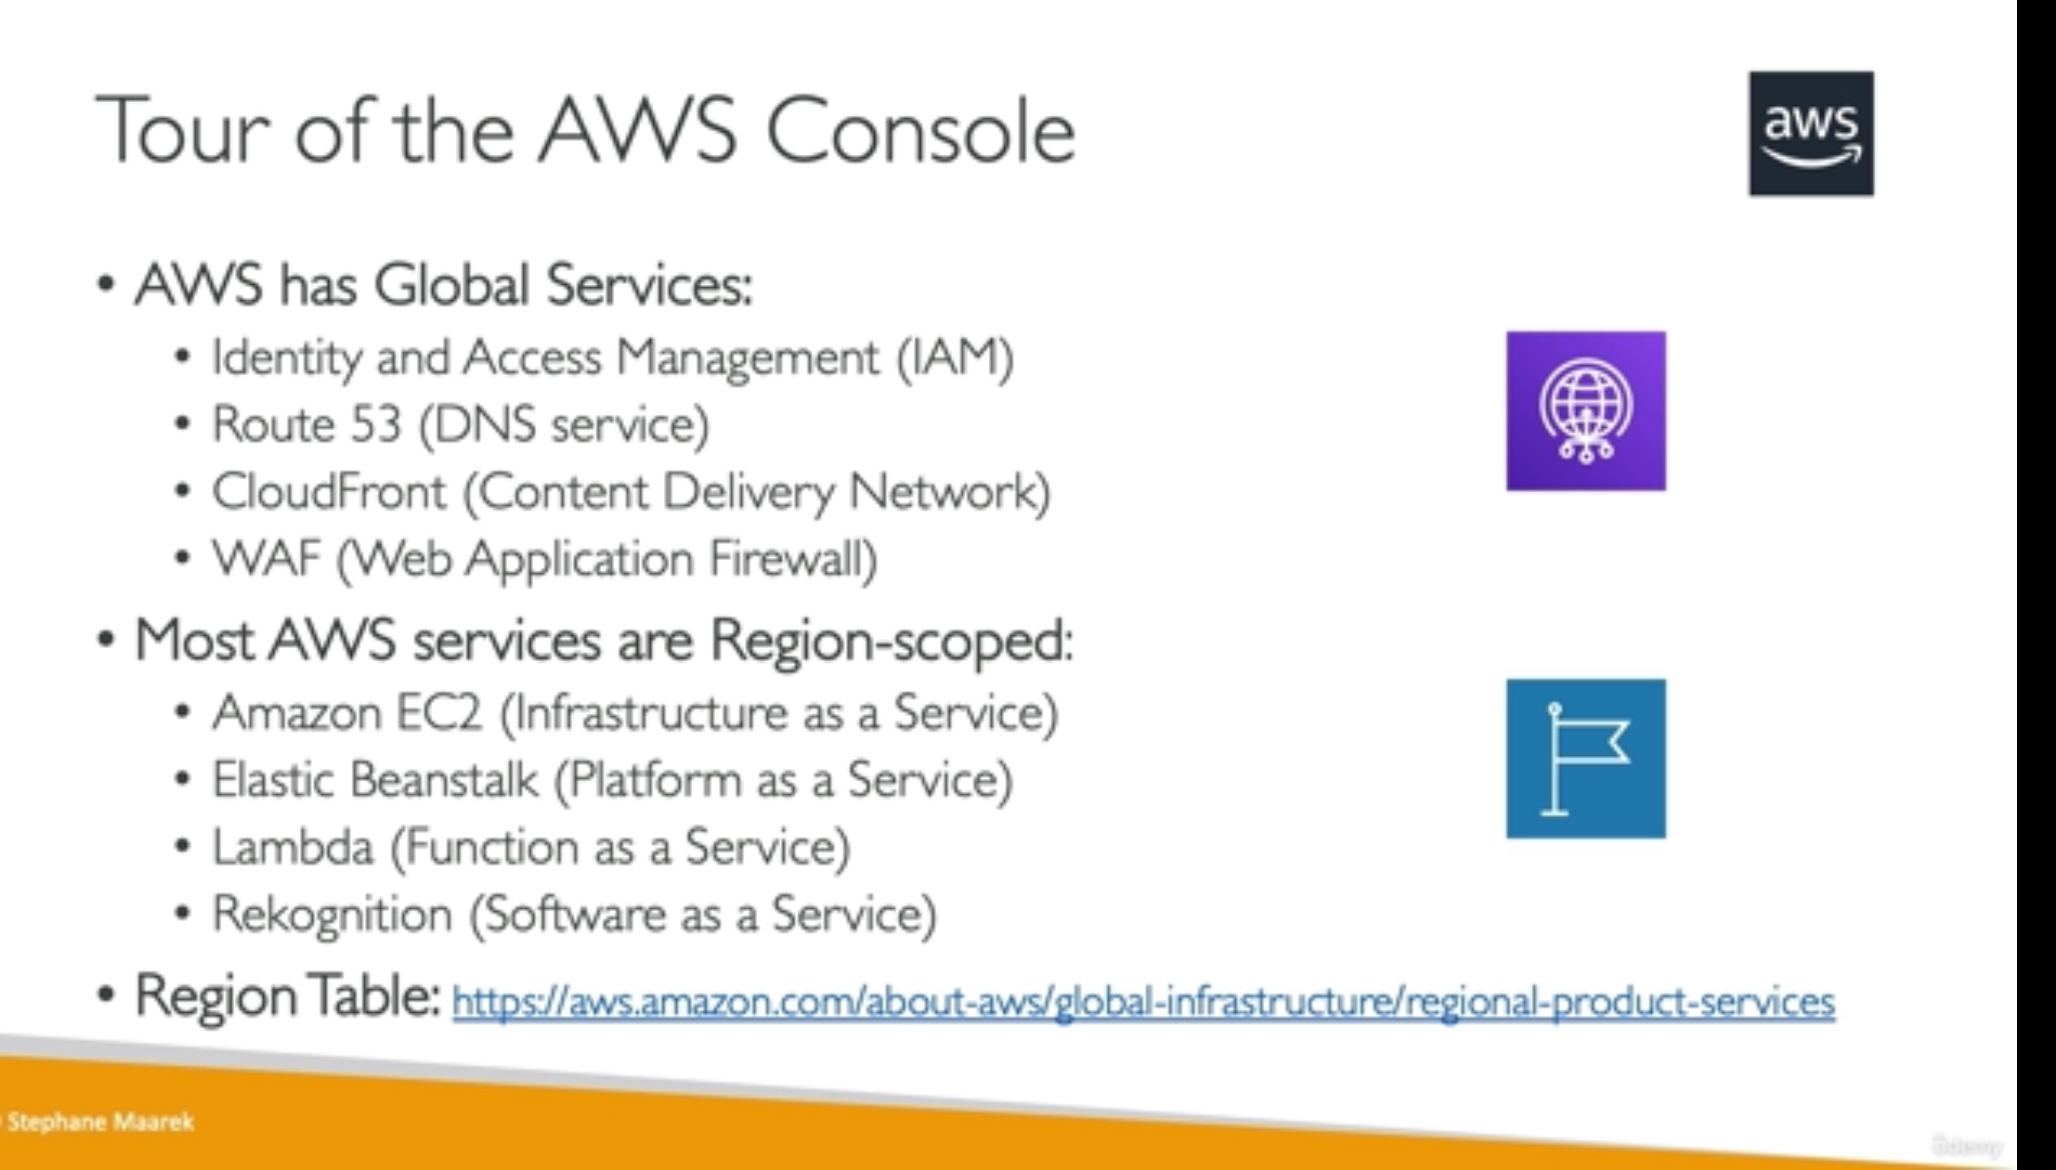 Tour of the AWS Console
aws
• AWS has Global Services:
• Identity and Access Management (IAM)
• Route 53 (DNS service)
• CloudFront (Content Delivery Network)
• WAF (Web Application Firewall)
• Most AWS services are Region-scoped:
• Amazon EC2 (Infrastructure as a Service)
• Elastic Beanstalk (Platform as a Service)
• Lambda (Function as a Service)
• Rekognition (Software as a Service)
• Region Table: https://aws.amazon.com/about-aws/global-infrastructure/regional-product-services
Stephane Maarek
Udemy